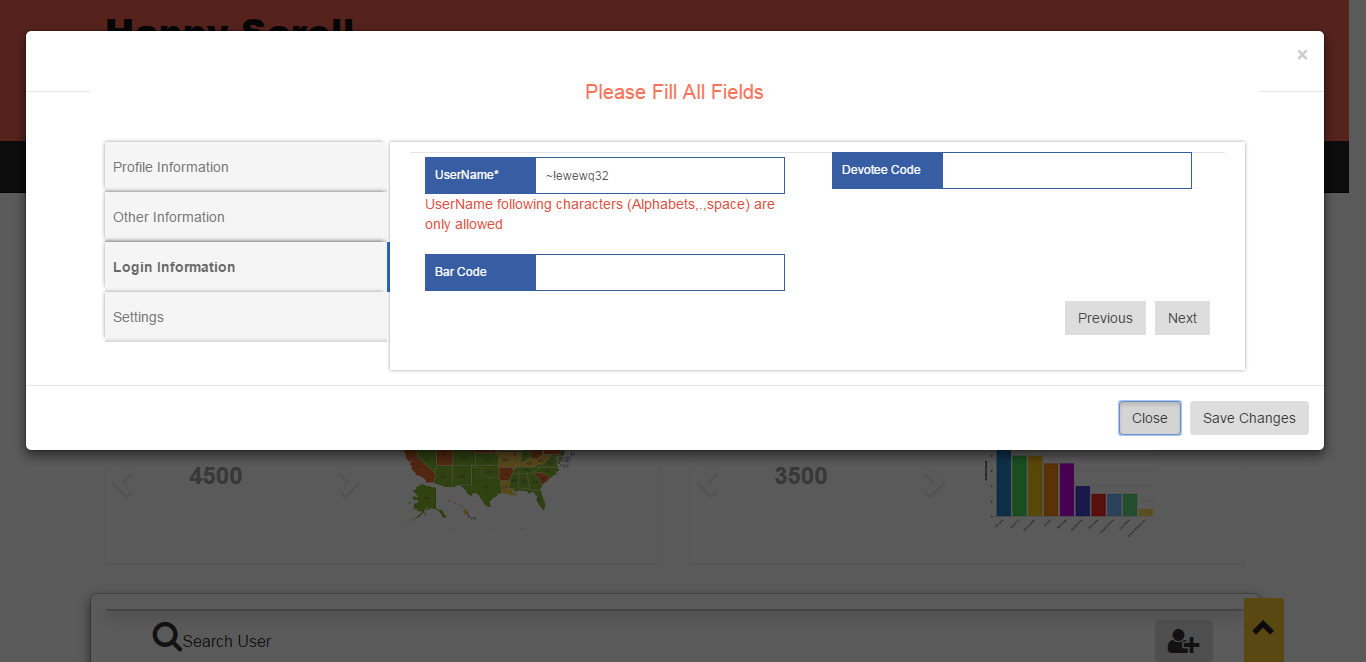 Happy Scroll
×
Please Fill All Fields
Profile Information
Other Information
Login Information
Settings
UserName*
~!ewewq32
UserName following characters (Alphabets,.,space) are
only allowed
Devotee Code
Bar Code
Previous
Next
Close
Save Changes
4500
3500
Search User